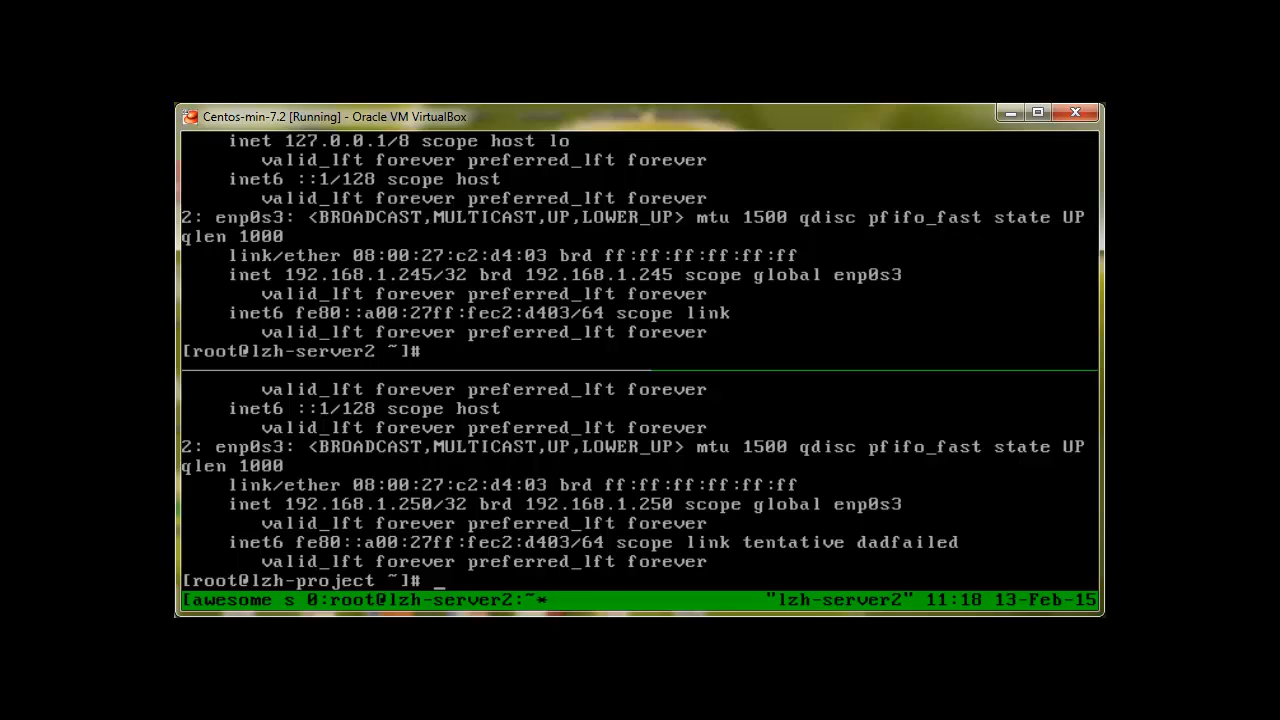 Centos-min-7.2 [Running] - Oracle VM VirtualBox
inet 127.0.0.1/8 scope host lo
valid_lft forever preferred_lft forever
inet6 ::1/128 scope host
valid_lft forever preferred_lft forever
2: enp0s3: <BROADCAST,MULTICAST,UP,LOWER_UP> mtu 1500 qdisc pfifo_fast state UP
qlen 1000
link/ether 08:00:27:c2:d4:03 brd ff:ff:ff:ff:ff:ff
inet 192.168.1.245/32 brd 192.168.1.245 scope global enp0s3
valid_lft forever preferred_lft forever
inet6 fe80::a00:27ff:fec2:d403/64 scope link
valid_lft forever preferred_lft forever
[root@lzh-server2 ~]#
valid_lft forever preferred_lft forever
inet6 ::1/128 scope host
valid_lft forever preferred_lft forever
2: enp0s3: <BROADCAST,MULTICAST,UP,LOWER_UP> mtu 1500 qdisc pfifo_fast state UP
qlen 1000
link/ether 08:00:27:c2:d4:03 brd ff:ff:ff:ff:ff:ff
inet 192.168.1.250/32 brd 192.168.1.250 scope global enp0s3
valid_lft forever preferred_lft forever
inet6 fe80::a00:27ff:fec2:d403/64 scope link tentative dadfailed
valid_lft forever preferred_lft forever
[root@lzh-project ~]# _
[awesome s 0:root@lzh-server2:~* "lzh-server2" 11:18 13-Feb-15